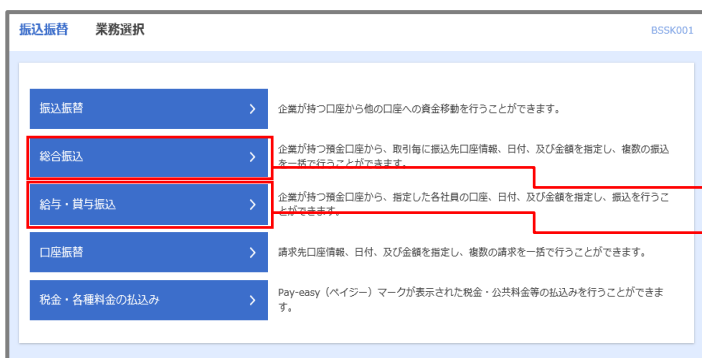 振込振替 業務選択 BSSK001
振込振替 企業が持つ口座から他の口座への資金移動を行うことができます。
総合振込 企業が持つ預金口座から、取引毎に振込先口座情報、日付、及び金額を指定し、複数の振込
を一括で行うことができます。
給与・賞与振込 企業が持つ預金口座から、指定した各社員の口座、日付、及び金額を指定し、振込を行うこ
とができます。
口座振替 請求先口座情報、日付、及び金額を指定し、複数の請求を一括で行うことができます。
税金・各種料金の払込み Pay-easy（ペイジー）マークが表示された税金・公共料金等の払込みを行うことができま
す。